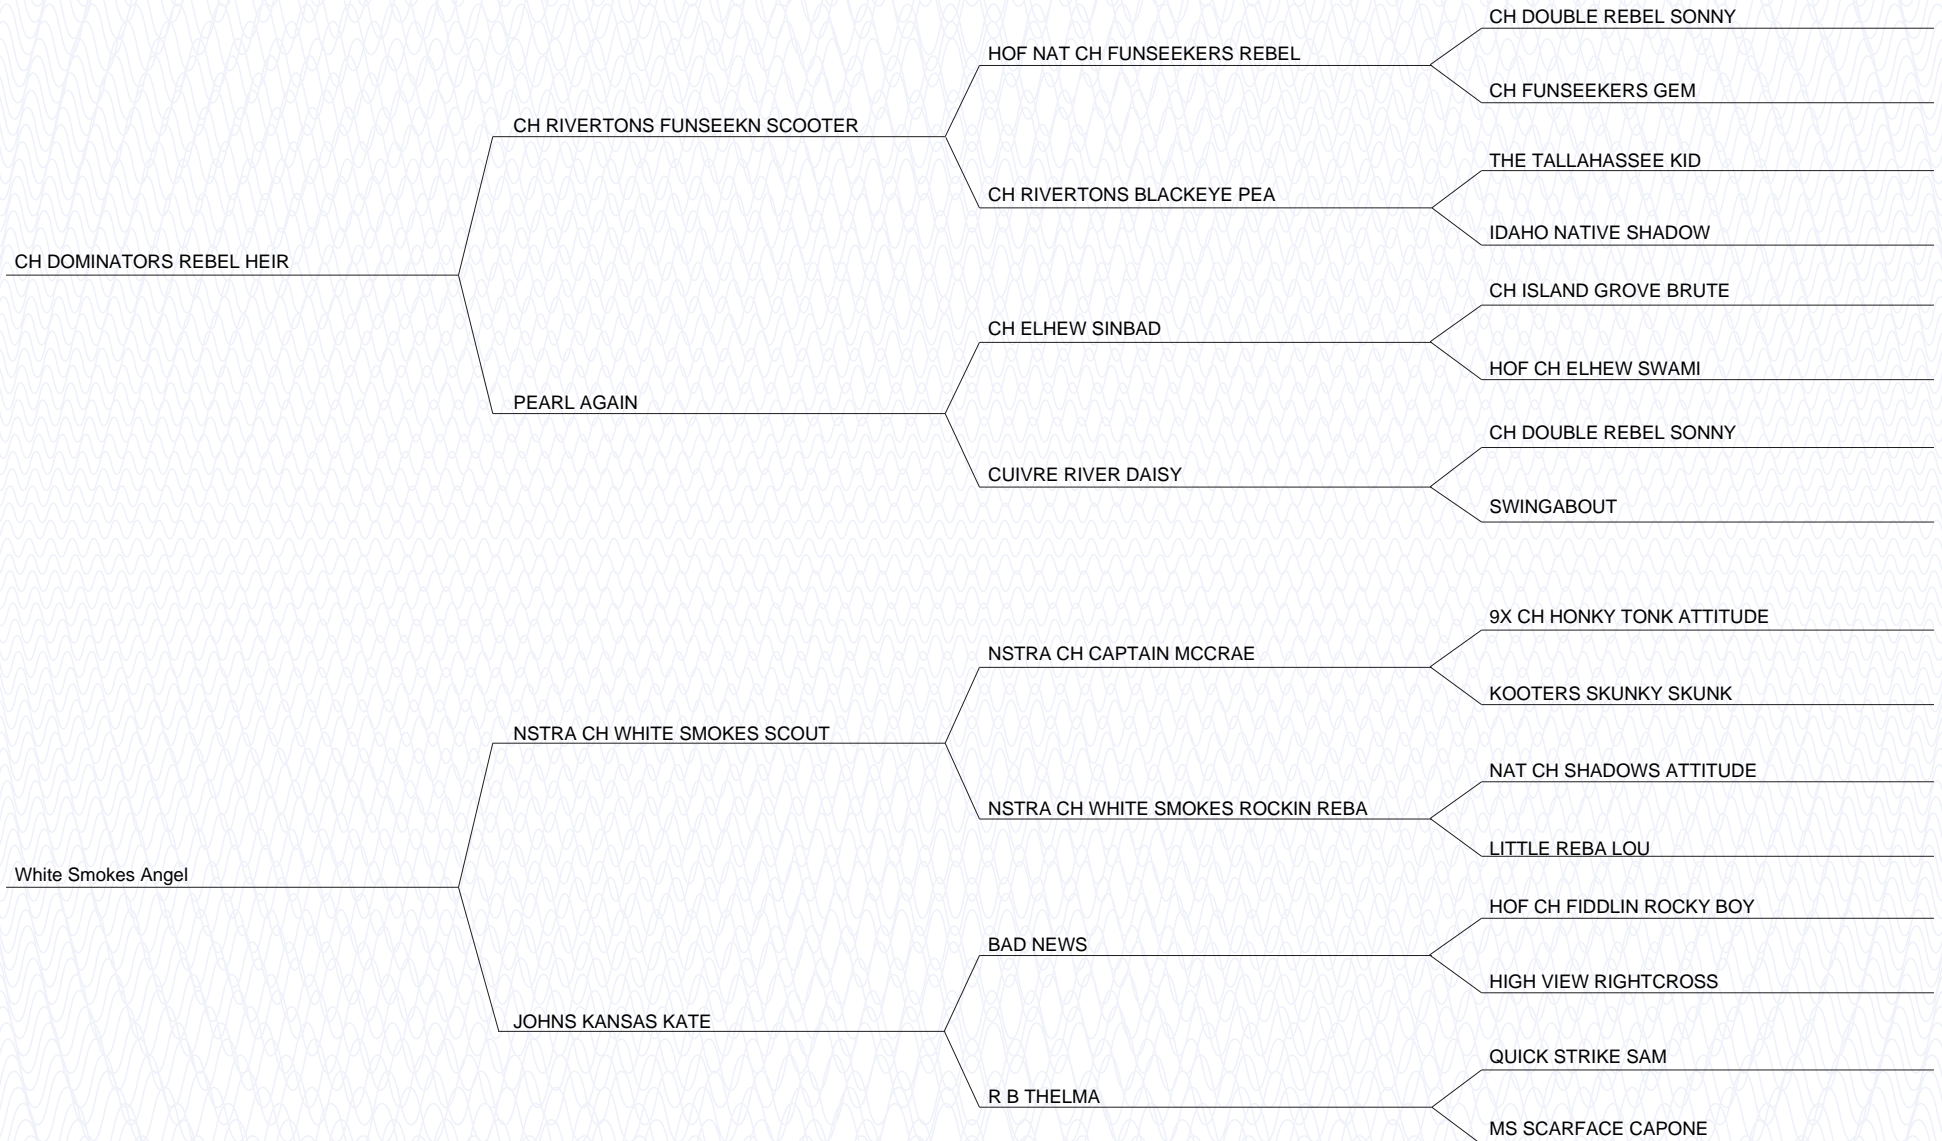 CH DOUBLE REBEL SONNY
HOF NAT CH FUNSEEKERS REBEL
CH FUNSEEKERS GEM
CH RIVERTONS FUNSEEKN SCOOTER
THE TALLAHASSEE KID
CH RIVERTONS BLACKEYE PEA
IDAHO NATIVE SHADOW
CH DOMINATORS REBEL HEIR
CH ISLAND GROVE BRUTE
CH ELHEW SINBAD
HOF CH ELHEW SWAMI
PEARL AGAIN
CH DOUBLE REBEL SONNY
CUIVRE RIVER DAISY
SWINGABOUT
9X CH HONKY TONK ATTITUDE
NSTRA CH CAPTAIN MCCRAE
KOOTERS SKUNKY SKUNK
NSTRA CH WHITE SMOKES SCOUT
NAT CH SHADOWS ATTITUDE
NSTRA CH WHITE SMOKES ROCKIN REBA
LITTLE REBA LOU
White Smokes Angel
HOF CH FIDDLIN ROCKY BOY
BAD NEWS
HIGH VIEW RIGHTCROSS
JOHNS KANSAS KATE
QUICK STRIKE SAM
R B THELMA
MS SCARFACE CAPONE